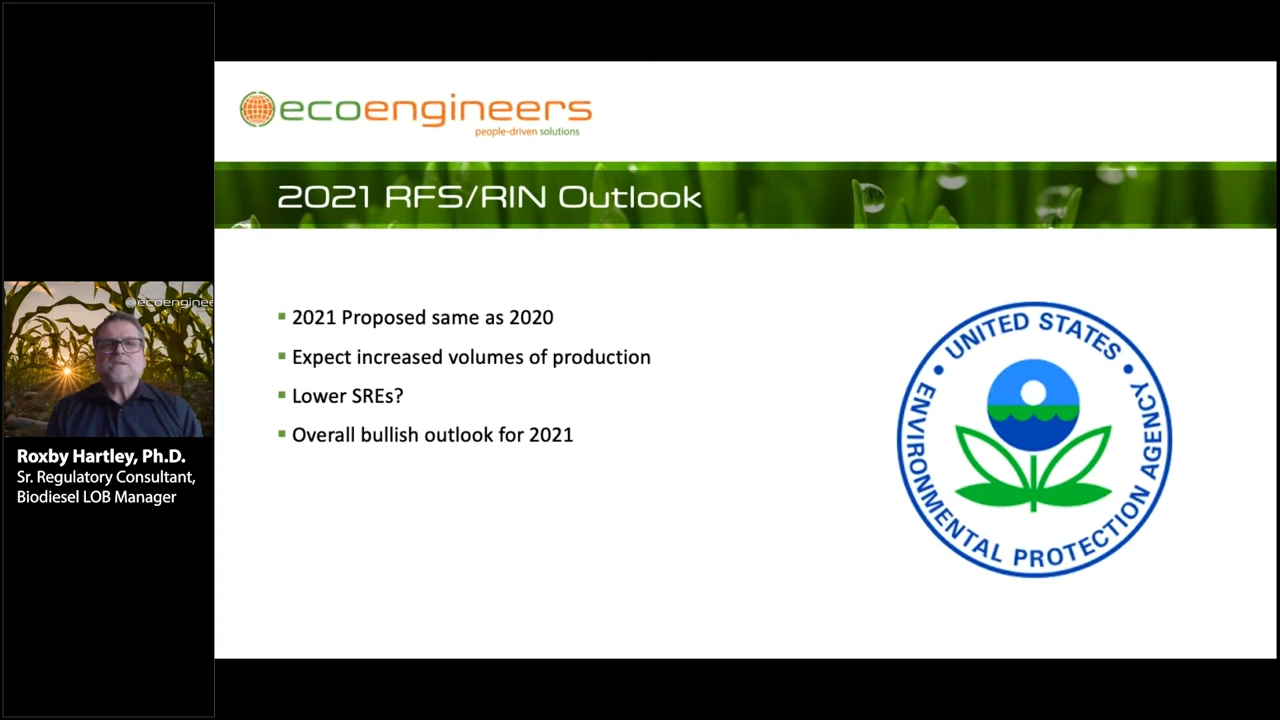 ecoengineers
people-driven solutions
2021 RFS/RIN Outlook
2021 Proposed same as 2020
Expect increased volumes of production
Lower SREs?
Overall bullish outlook for 2021
UNITED STATES
ENVIRONMENTAL PROTECTION AGENCY
ecoenginee
Roxby Hartley, Ph.D.
Sr. Regulatory Consultant,
Biodiesel LOB Manager